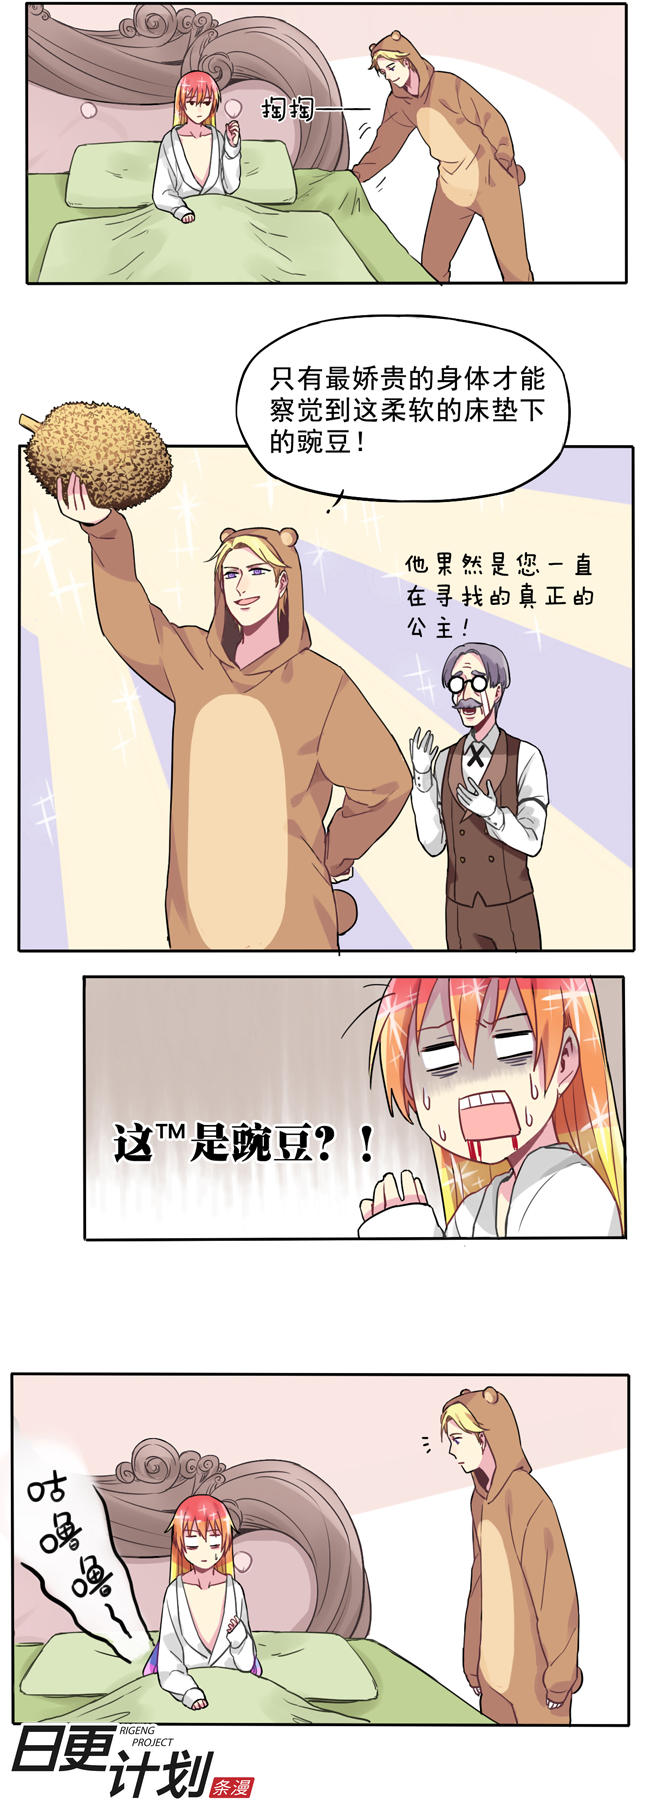 掏掏——
只有最娇贵的身体才能
察觉到这柔软的床垫下
的豌豆！
他果然是您一直
在寻找的真正的
公主！
这™是豌豆？！
咕
噜
噜~
日更
RIGENG
PROJECT
计划
条漫